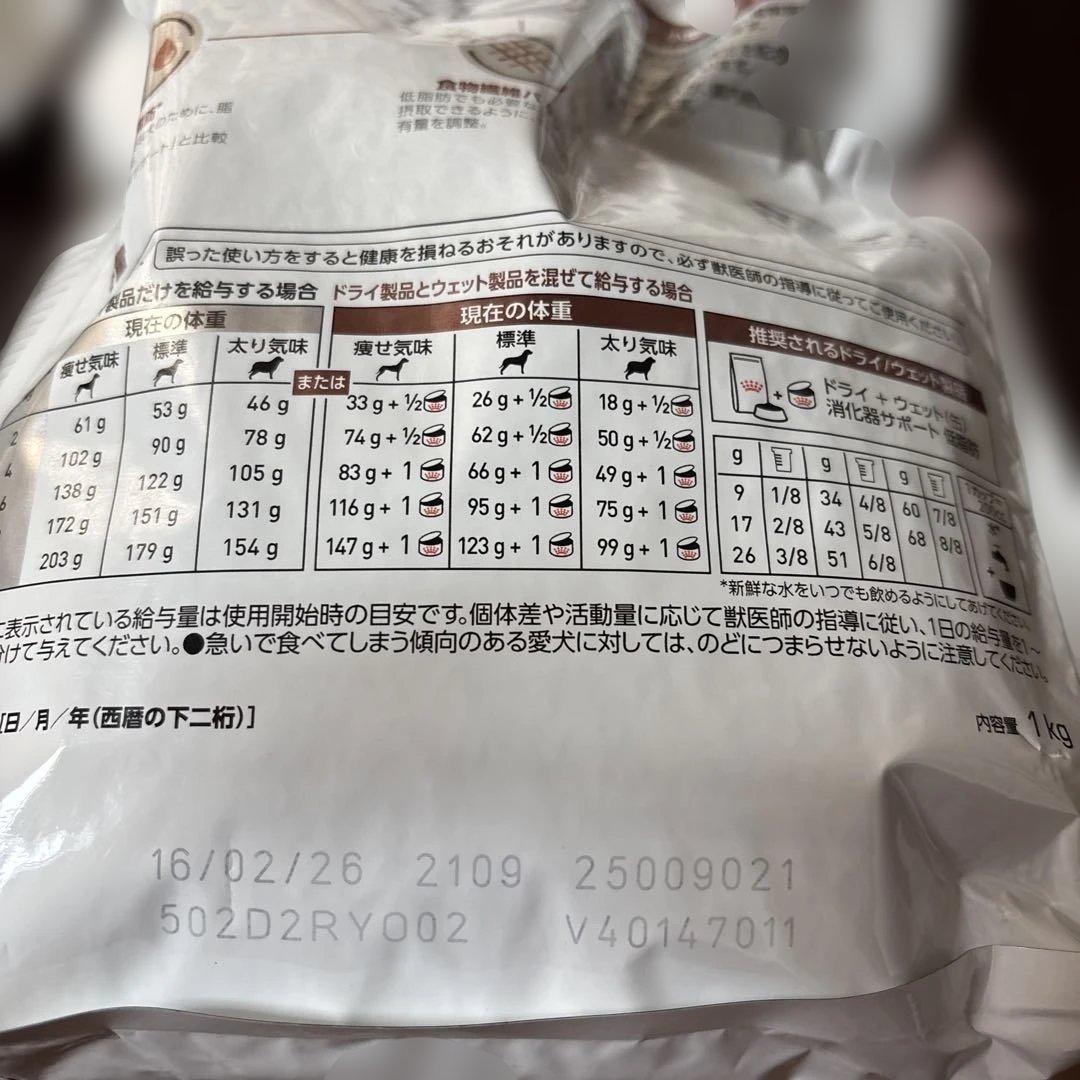 食物繊維バ
低脂肪でも必要な
摂取できるように
有量を調整。
のために、脂
ート」と比較
誤った使い方をすると健康を損ねるおそれがありますので、必ず獣医師の指導に従ってご使用ください
製品だけを給与する場合 ドライ製品とウェット製品を混ぜて給与する場合
現在の体重 現在の体重
痩せ気味 標準 太り気味 または 痩せ気味 標準 太り気味
2 61 g 53 g 46 g 33 g + ½ 26 g + ½ 18 g + ½
4 102 g 90 g 78 g 74 g + ½ 62 g + ½ 50 g + ½
6 138 g 122 g 105 g 83 g + 1 66 g + 1 49 g + 1
172 g 151 g 131 g 116 g + 1 95 g + 1 75 g + 1
203 g 179 g 154 g 147 g + 1 123 g + 1 99 g + 1
推奨されるドライ/ウェット製品
ドライ + ウェット(缶)
消化器サポート 低脂肪
g g g
9 1/8 34 4/8 60 7/8
17 2/8 43 5/8 68 8/8
26 3/8 51 6/8
*新鮮な水をいつでも飲めるようにしてあげてください。
に表示されている給与量は使用開始時の目安です。個体差や活動量に応じて獣医師の指導に従い、1日の給与量を1〜
分けて与えてください。●急いで食べてしまう傾向のある愛犬に対しては、のどにつまらせないように注意してください。
[日/月/年(西暦の下二桁)]
内容量 1 kg
16/02/26 2109 25009021
502D2RYO02 V40147011